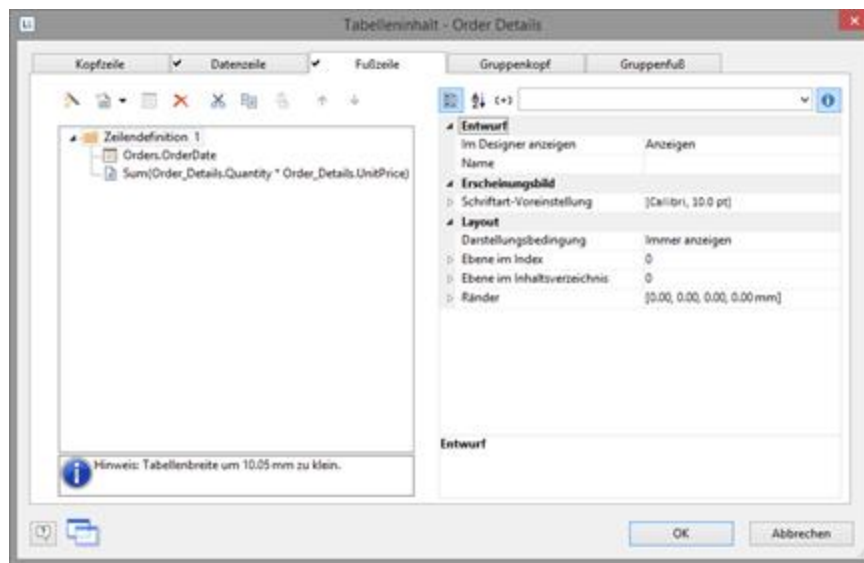 Tabelleninhalt - Order Details
Kopfzeile
Datenzeile
Fußzeile
Gruppenkopf
Gruppenfuß
Zeilendefinition 1
Orders.OrderDate
Sum(Order_Details.Quantity * Order_Details.UnitPrice)
Hinweis: Tabellenbreite um 10.05 mm zu klein.
Entwurf
Im Designer anzeigen Anzeigen
Name
Erscheinungsbild
Schriftart-Voreinstellung [Calibri, 10.0 pt]
Layout
Darstellungsbedingung Immer anzeigen
Ebene im Index 0
Ebene im Inhaltsverzeichnis 0
Ränder [0.00, 0.00, 0.00, 0.00 mm]
Entwurf
OK
Abbrechen